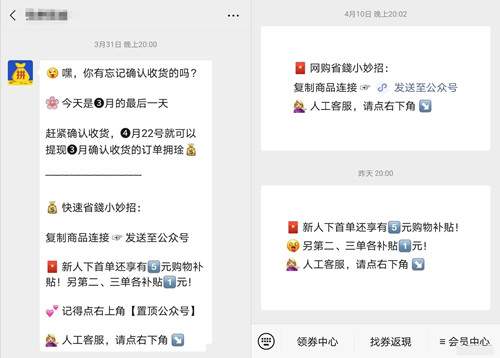 3月31日 晚上20:00
拼
嘿，你有忘记确认收货的吗?
今天是❸月的最后一天
赶紧确认收货，❹月22号就可以
提现❸月确认收货的订单拥琻
快速省錢小妙招:
复制商品连接 👉 发送至公众号
新人下首单还享有5元购物补
贴！另第二、三单各补贴1元!
记得点右上角【置顶公众号】
人工客服，请点右下角
4月10日 晚上20:02
网购省錢小妙招:
复制商品连接 👉 发送至公众号
人工客服，请点右下角
昨天 20:00
新人下首单还享有5元购物补贴!
另第二、三单各补贴1元!
人工客服，请点右下角
领券中心
找券返現
≡ 会员中心